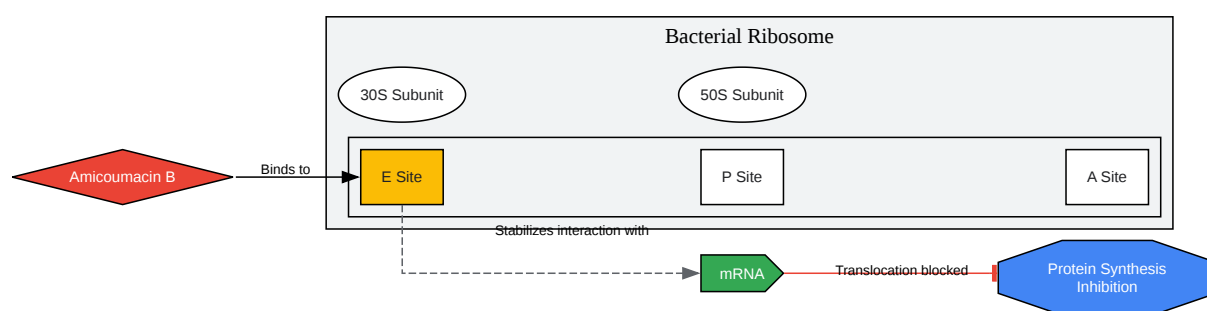 Bacterial Ribosome
30S Subunit
50S Subunit
Amicoumacin B
Binds to
E Site
P Site
A Site
Stabilizes interaction with
mRNA
Translocation blocked
Protein Synthesis
Inhibition